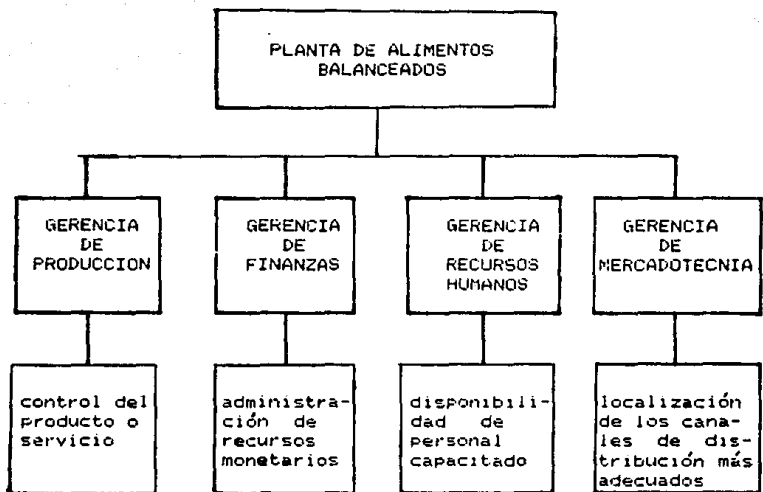 PLANTA DE ALIMENTOS
BALANCEADOS
GERENCIA
DE
PRODUCCION
GERENCIA
DE
FINANZAS
GERENCIA
DE
RECURSOS
HUMANOS
GERENCIA
DE
MERCADOTECNIA
control del
producto o
servicio
administra-
ción de
recursos
monetarios
disponibili-
dad de
personal
capacitado
localización
de los cana-
les de dis-
tribución más
adecuados